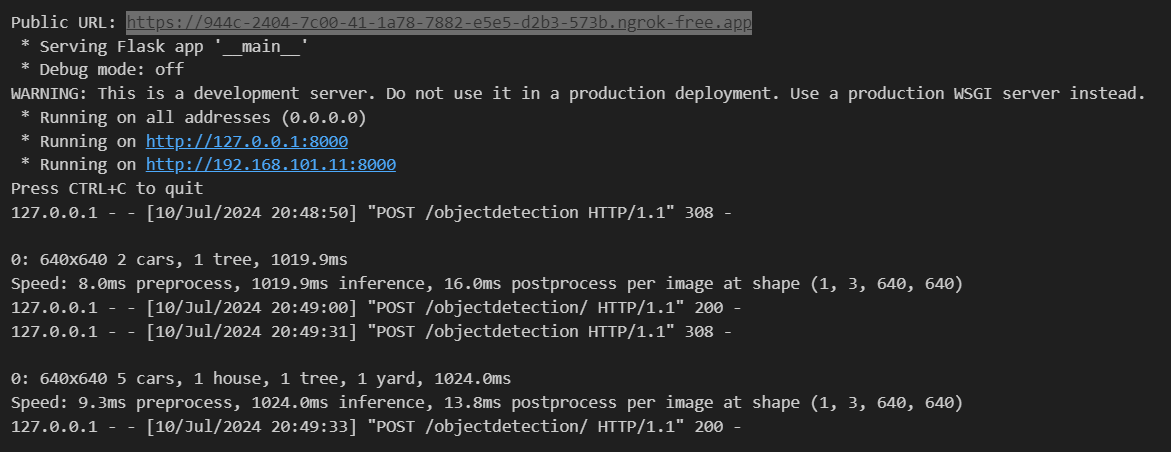 Public URL: https://944c-2404-7c00-41-1a78-7882-e5e5-d2b3-573b.ngrok-free.app
* Serving Flask app '__main__'
* Debug mode: off
WARNING: This is a development server. Do not use it in a production deployment. Use a production WSGI server instead.
* Running on all addresses (0.0.0.0)
* Running on http://127.0.0.1:8000
* Running on http://192.168.101.11:8000
Press CTRL+C to quit
127.0.0.1 - - [10/Jul/2024 20:48:50] "POST /objectdetection HTTP/1.1" 308 -
0: 640x640 2 cars, 1 tree, 1019.9ms
Speed: 8.0ms preprocess, 1019.9ms inference, 16.0ms postprocess per image at shape (1, 3, 640, 640)
127.0.0.1 - - [10/Jul/2024 20:49:00] "POST /objectdetection/ HTTP/1.1" 200 -
127.0.0.1 - - [10/Jul/2024 20:49:31] "POST /objectdetection HTTP/1.1" 308 -
0: 640x640 5 cars, 1 house, 1 tree, 1 yard, 1024.0ms
Speed: 9.3ms preprocess, 1024.0ms inference, 13.8ms postprocess per image at shape (1, 3, 640, 640)
127.0.0.1 - - [10/Jul/2024 20:49:33] "POST /objectdetection/ HTTP/1.1" 200 -